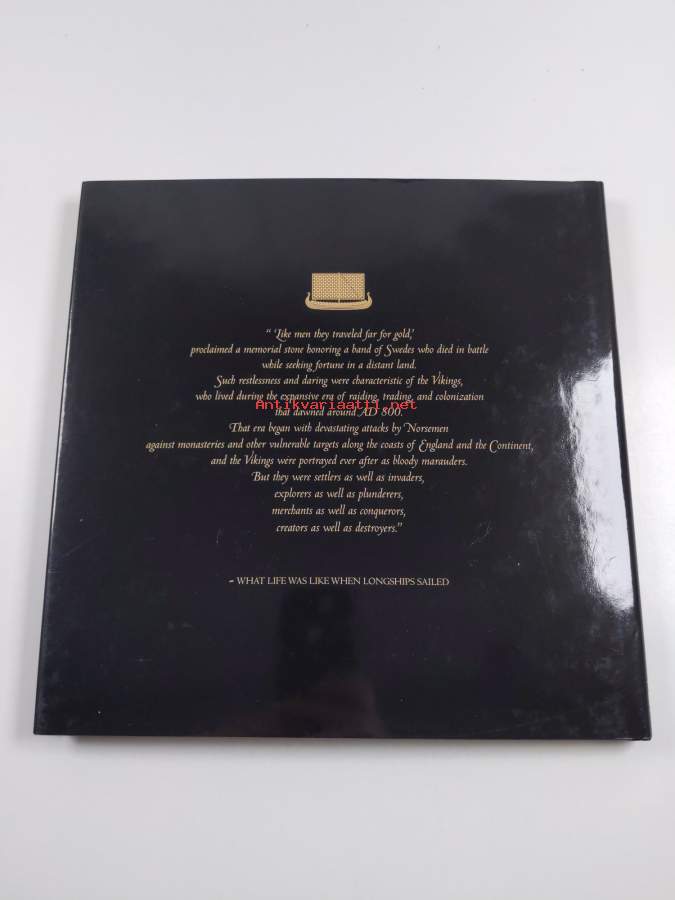 “ ‘Like men they traveled far for gold,’
proclaimed a memorial stone honoring a band of Swedes who died in battle
while seeking fortune in a distant land.
Such restlessness and daring were characteristic of the Vikings,
who lived during the expansive era of raiding, trading, and colonization
Antikvariaatti.net
that dawned around AD 800.
That era began with devastating attacks by Norsemen
against monasteries and other vulnerable targets along the coasts of England and the Continent,
and the Vikings were portrayed ever after as bloody marauders.
But they were settlers as well as invaders,
explorers as well as plunderers,
merchants as well as conquerors,
creators as well as destroyers.”
~ WHAT LIFE WAS LIKE WHEN LONGSHIPS SAILED